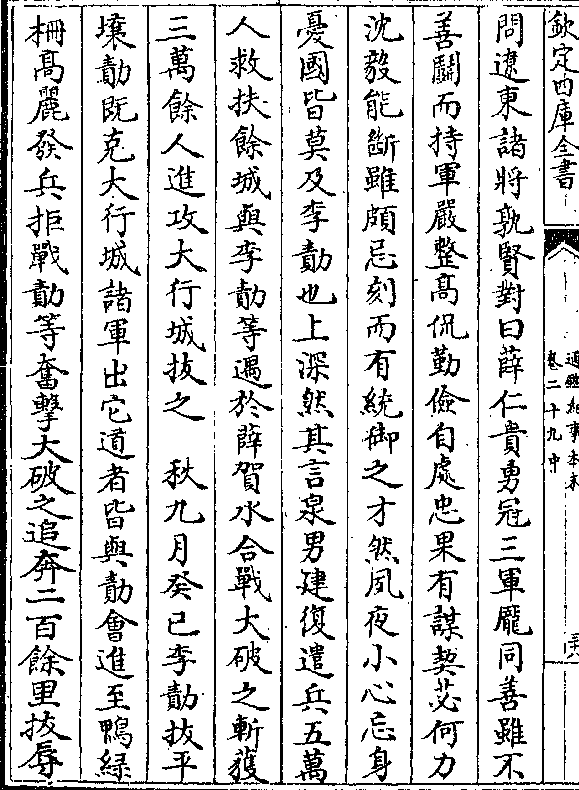 欽定四庫全書
通鑑紀事本末
卷二十九中
問遼東諸將孰賢對曰薛仁貴勇冠三軍龎同善雖不
善鬭而持軍嚴整髙侃勤儉自處忠果有謀契苾何力
沈毅能斷雖頗忌刻而有統御之才然夙夜小心忘身
憂國皆莫及李勣也上深然其言泉男建復遣兵五萬
人救扶餘城與李勣等遇於薛賀水合戰大破之斬獲
三萬餘人進攻大行城拔之　秋九月癸巳李勣拔平
壤勣既克大行城諸軍出它道者皆與勣會進至鴨緑
柵髙麗發兵拒戰勣等奮擊大破之追奔二百餘里拔辱